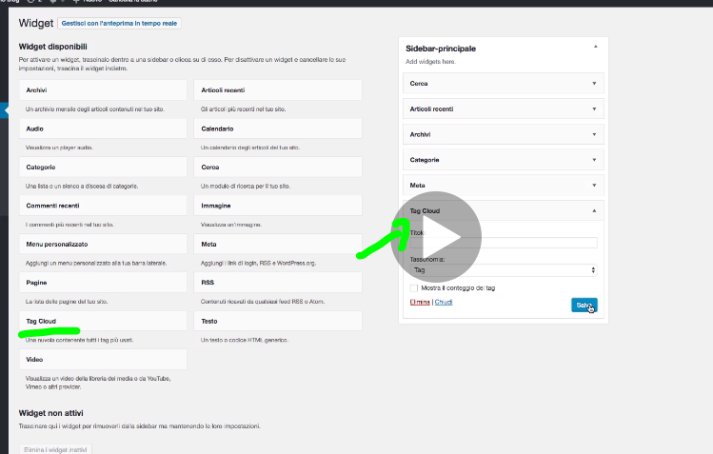 Nuovo
Widget
Gestisci con l'anteprima in tempo reale
Widget disponibili
Per attivare un widget, trascinalo dentro a una sidebar o clicca su di esso. Per disattivare un widget e cancellare le sue
impostazioni, trascina il widget indietro.
Archivi
Un archivio mensile degli articoli contenuti nel tuo sito.
Articoli recenti
Gli articoli più recenti nel tuo sito.
Audio
Visualizza un player audio.
Calendario
Un calendario degli articoli del tuo sito.
Categorie
Una lista o un elenco a discesa di categorie.
Cerca
Un modulo di ricerca per il tuo sito.
Commenti recenti
I commenti più recenti nel tuo sito.
Immagine
Visualizza un'immagine.
Menu personalizzato
Aggiungi un menu personalizzato alla tua barra laterale.
Meta
Aggiungi i link di login, RSS e WordPress.org.
Pagine
La lista delle pagine del tuo sito.
RSS
Contenuti ricavati da qualsiasi feed RSS e Atom.
Tag Cloud
Una nuvola contenente tutti i tag più usati.
Testo
Un testo o codice HTML generico.
Video
Visualizza un video della libreria dei media o da YouTube,
Vimeo o altri provider.
Widget non attivi
Trascinare qui i widget per rimuoverli dalla sidebar ma mantenendo le loro impostazioni.
Elimina i widget inattivi
Sidebar-principale
Add widgets here.
Cerca
Articoli recenti
Archivi
Categorie
Meta
Tag Cloud
Titolo
Tassonomia:
Tag
Mostra il conteggio dei tag
Elimina | Chiudi
Salva